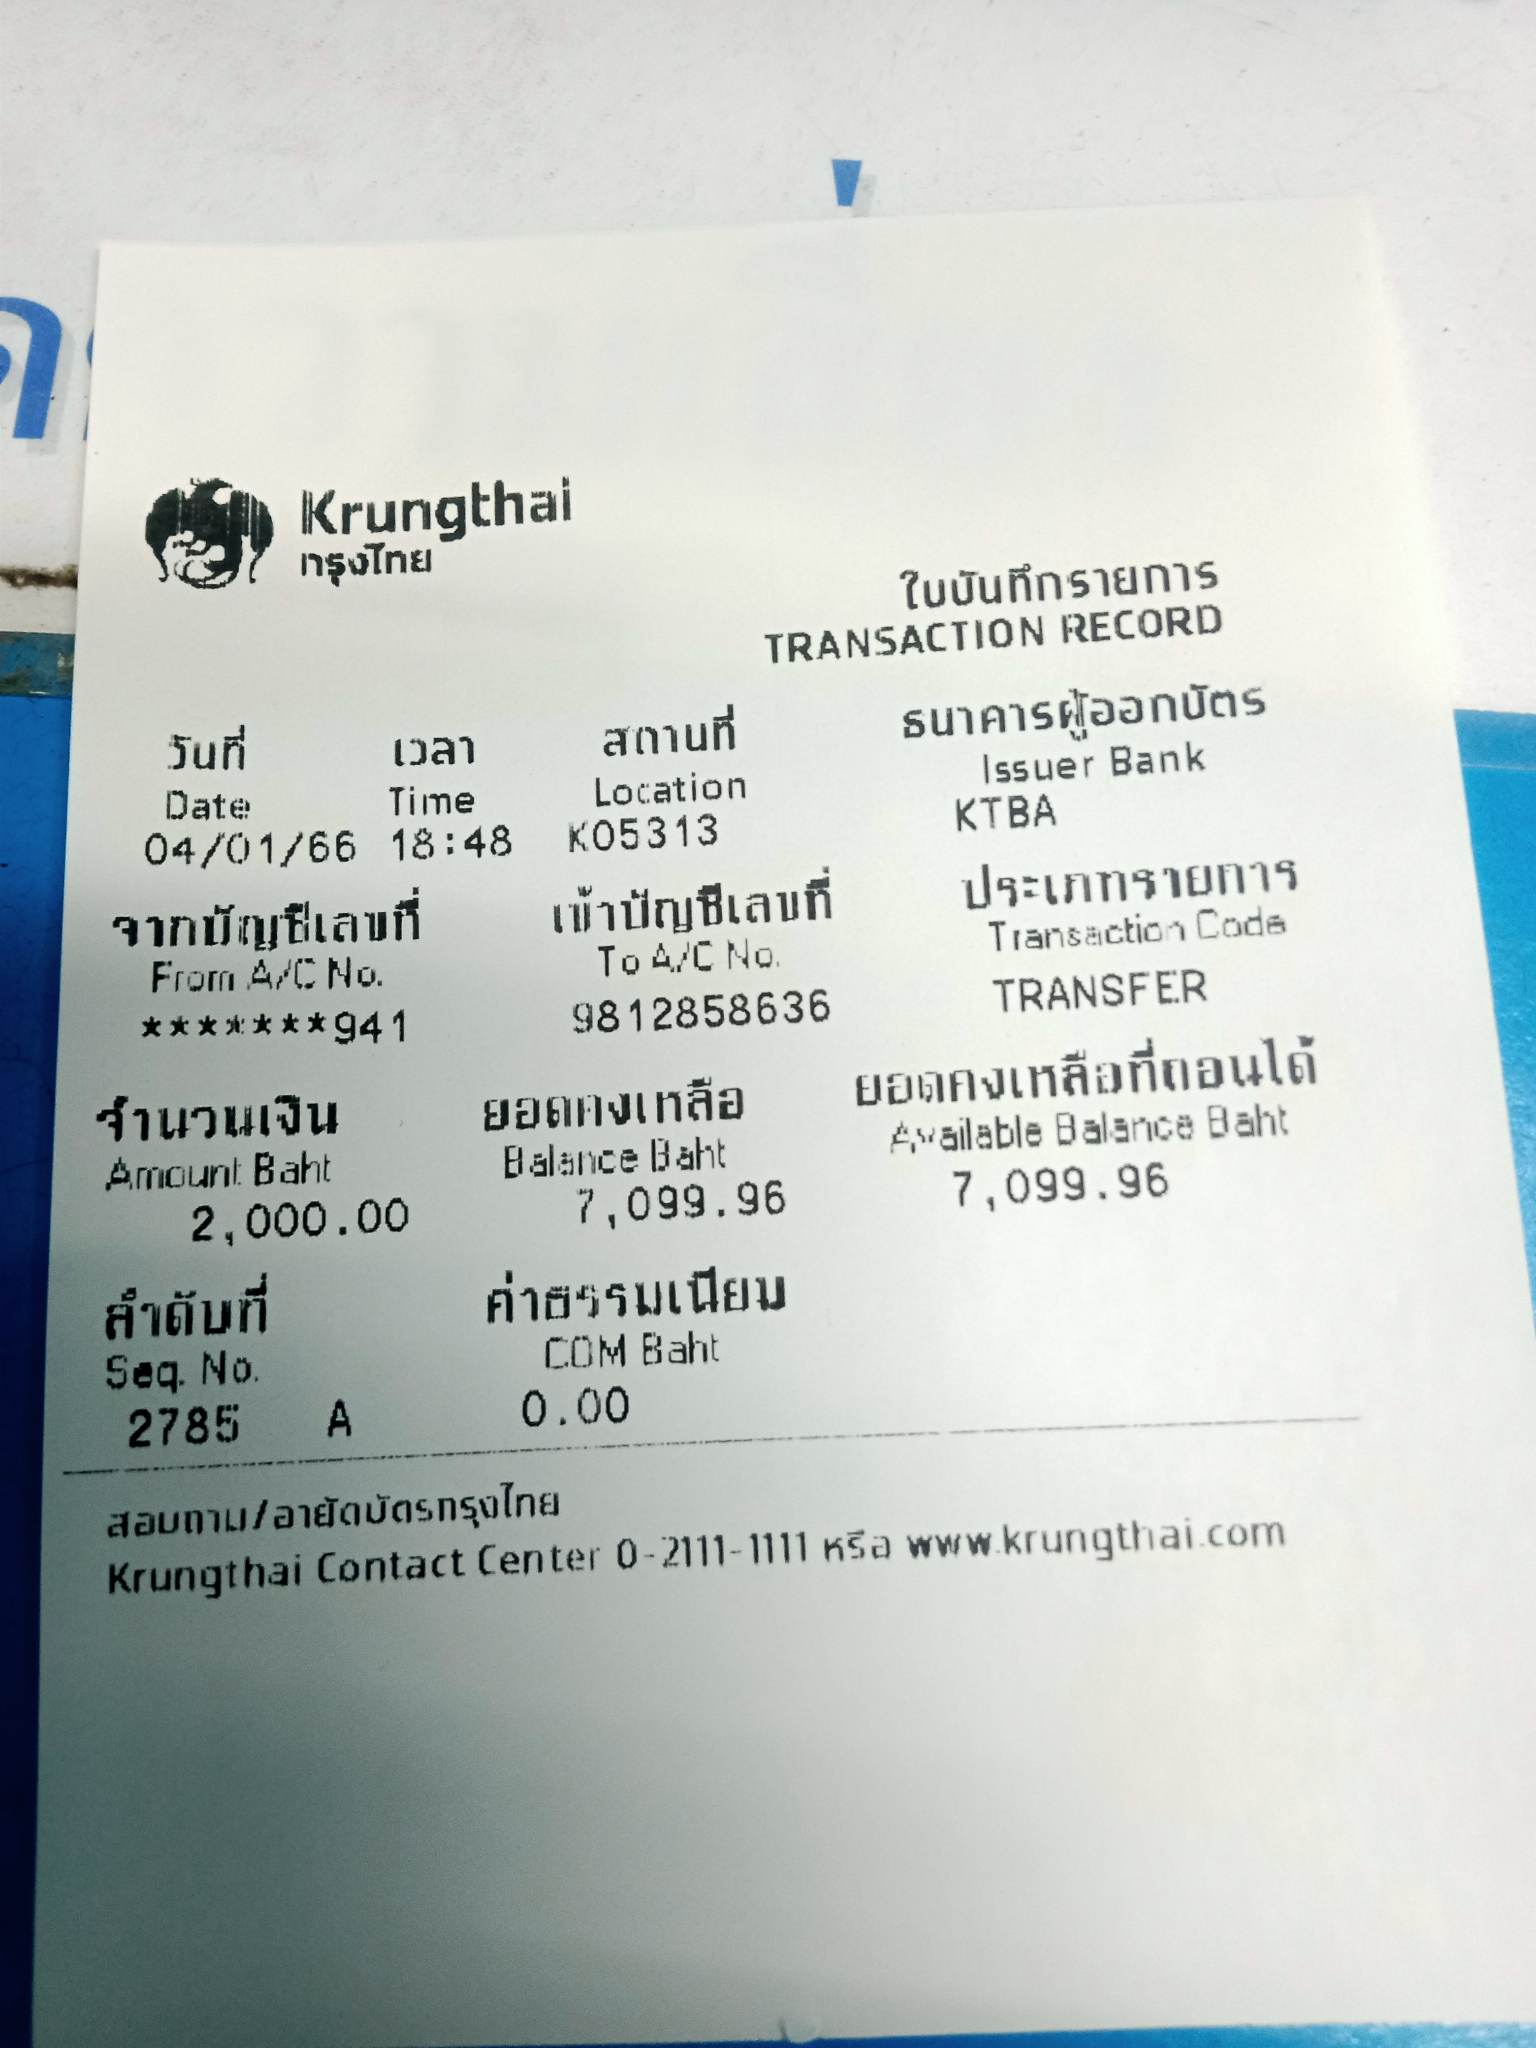 Krungthai
กรุงไทย
ใบบันทึกรายการ
TRANSACTION RECORD
วันที่ เวลา สถานที่ ธนาคารผู้ออกบัตร
Date Time Location Issuer Bank
04/01/66 18:48 K05313 KTBA
จากบัญชีเลขที่ เข้าบัญชีเลขที่ ประเภทรายการ
From A/C No. To A/C No. Transaction Code
*******941 9812858636 TRANSFER
จำนวนเงิน ยอดคงเหลือ ยอดคงเหลือที่ถอนได้
Amount Baht Balance Baht Available Balance Baht
2,000.00 7,099.96 7,099.96
ลำดับที่ ค่าธรรมเนียม
Seq. No. COM Baht
2785 A 0.00
สอบถาม/อายัดบัตรกรุงไทย
Krungthai Contact Center 0-2111-1111 หรือ www.krungthai.com